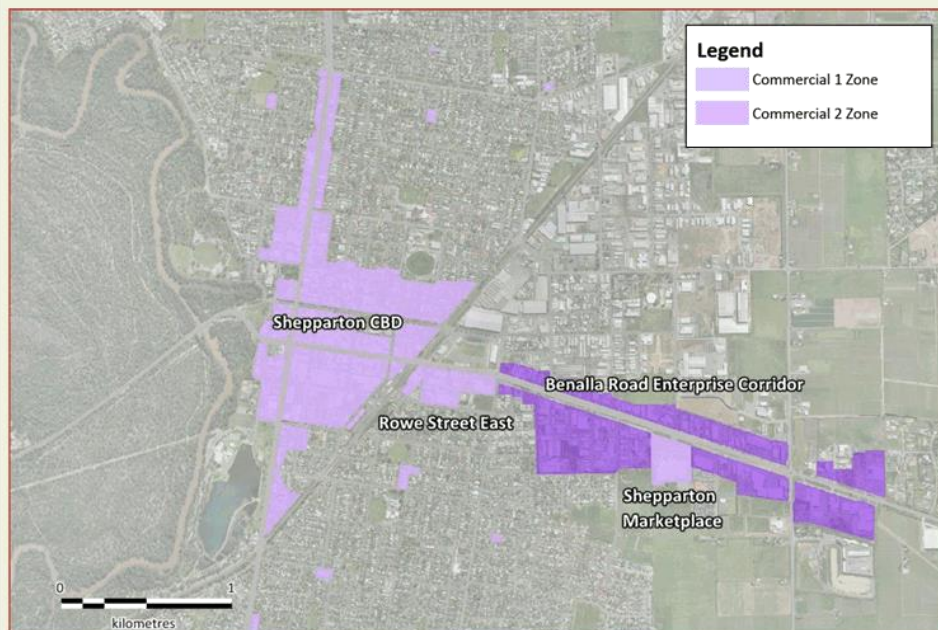 Legend
Commercial 1 Zone
Commercial 2 Zone
Shepparton CBD
Benalla Road Enterprise Corridor
Rowe Street East
Shepparton
Marketplace
0 1
kilometres